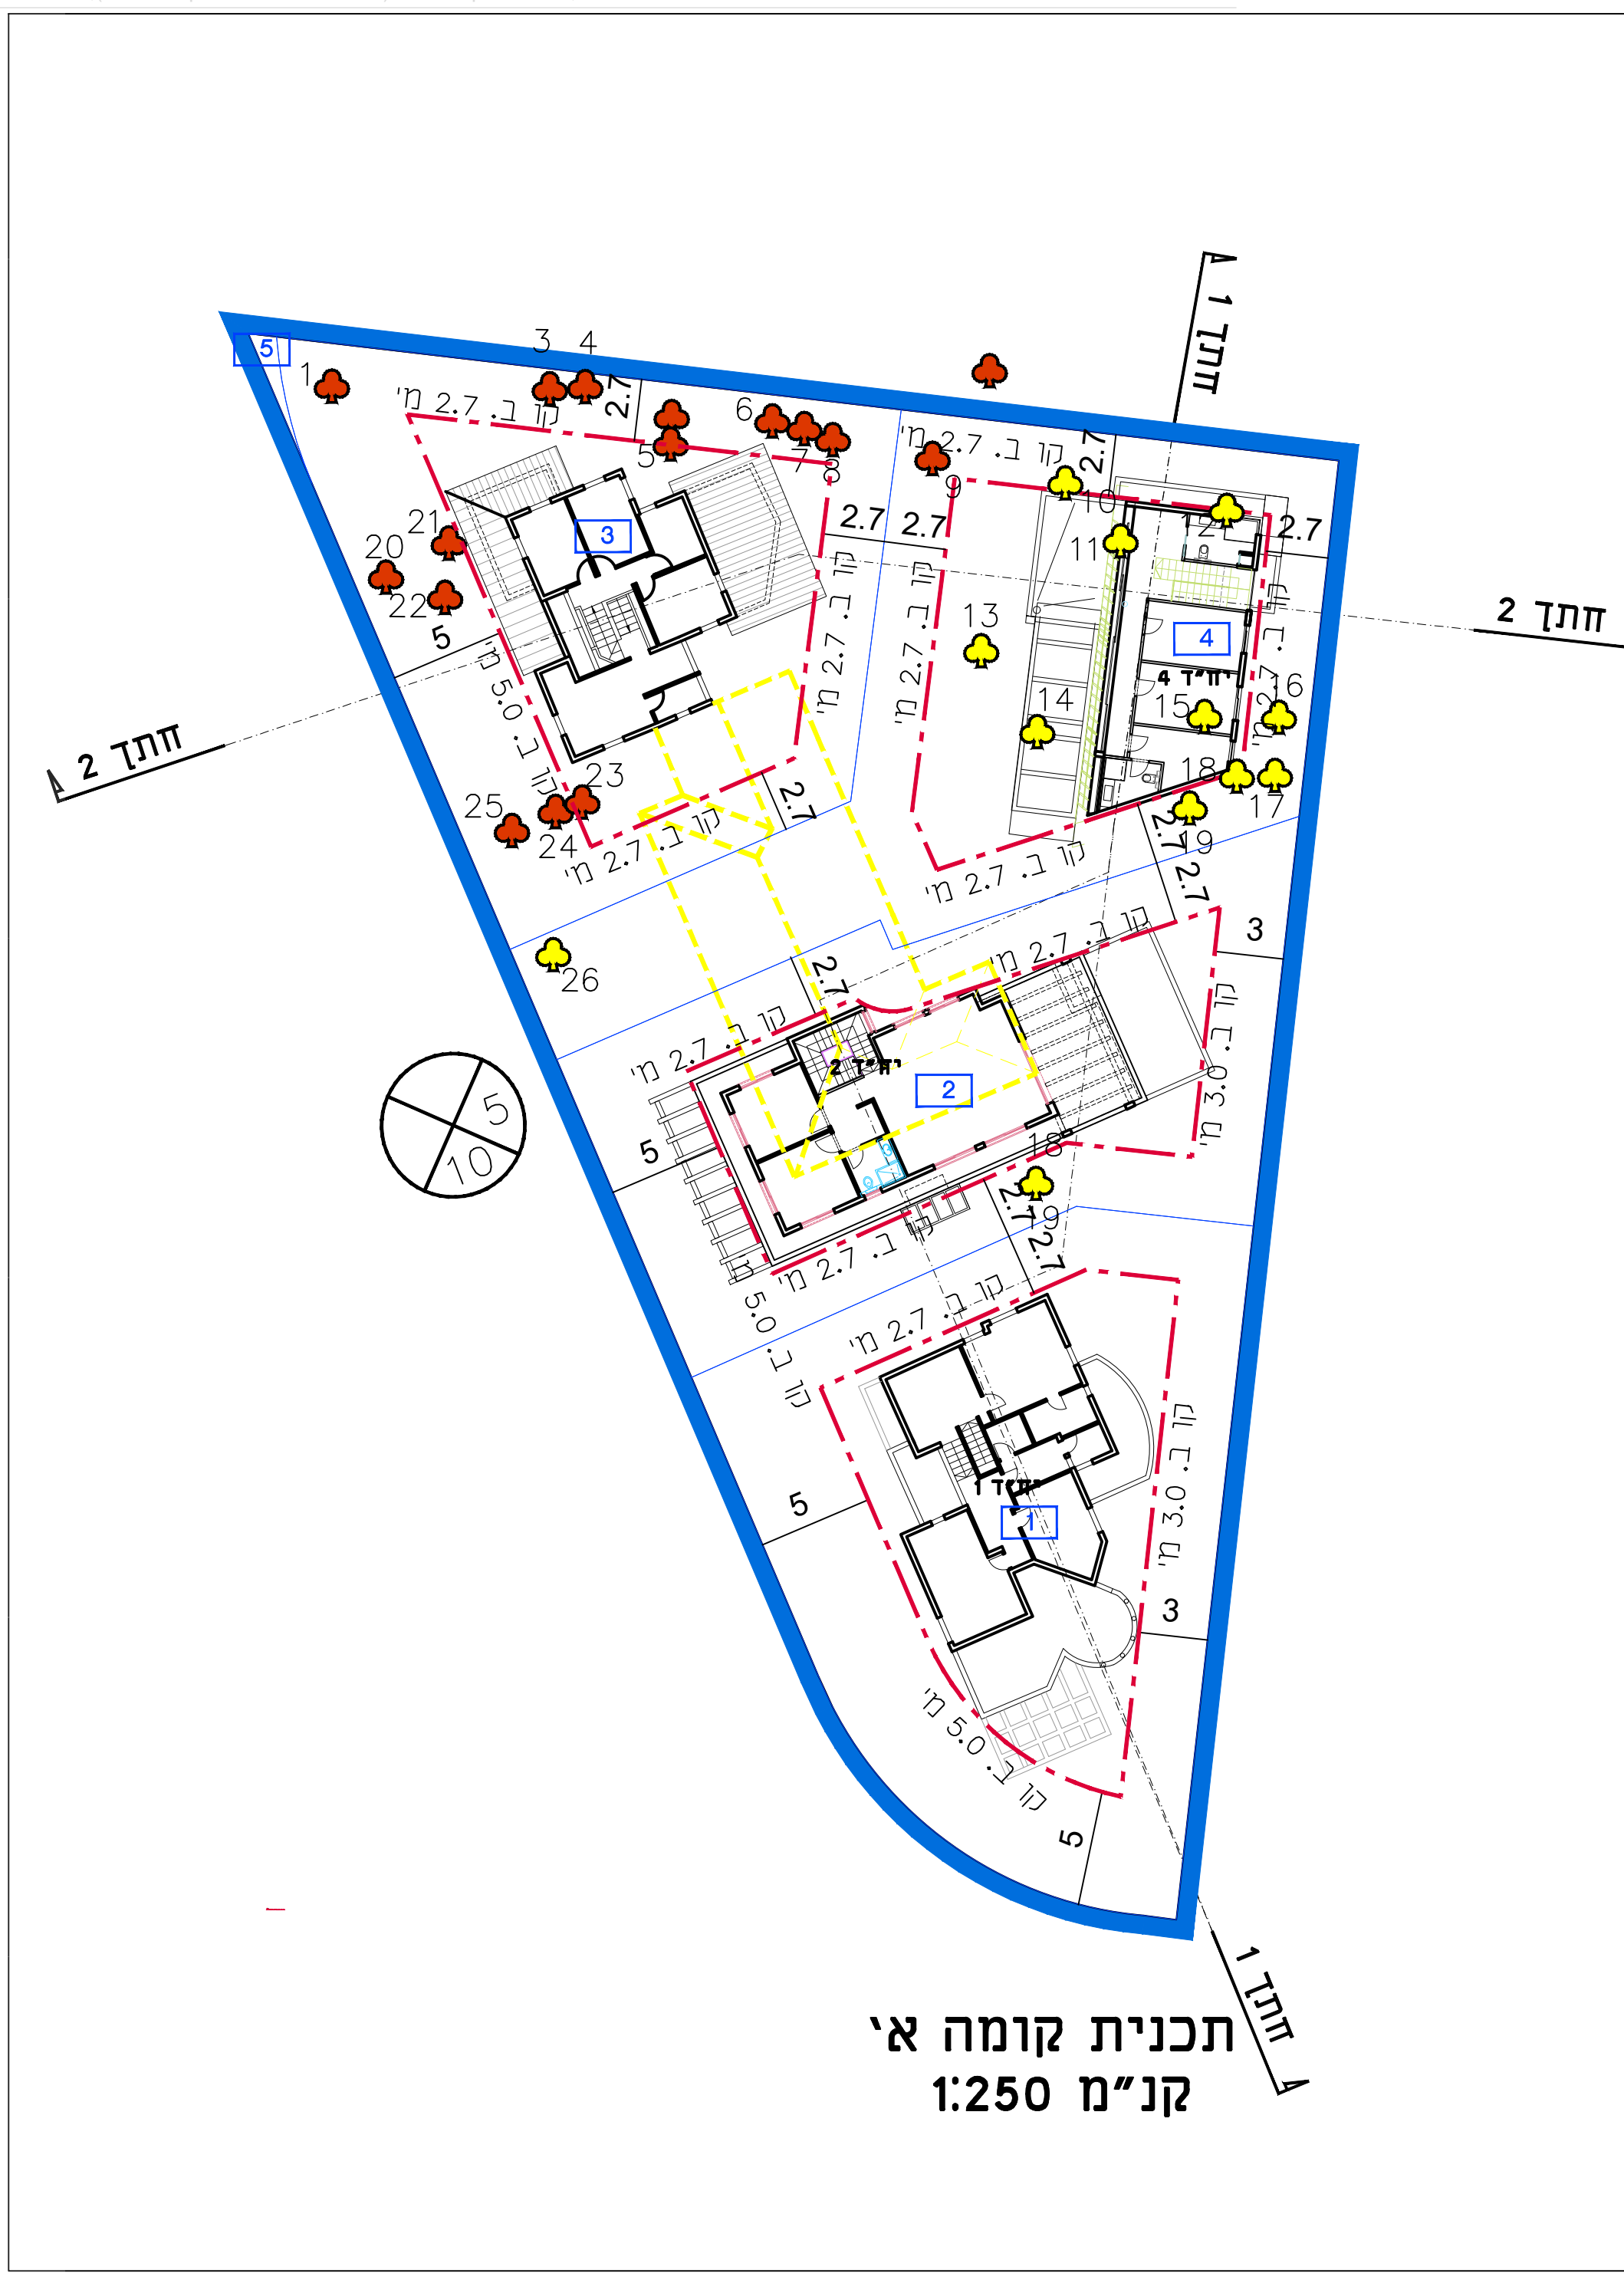 חתך 1
5
1
3
4
קו ב. 2.7 מ'
2.7
5
6
7
8
קו ב. 2.7 מ'
9
2.7
10
11
12
2.7
2.7
2.7
3
21
20
22
5
קו ב. 5.0 מ'
קו ב. 2.7 מ'
קו ב. 2.7 מ'
13
14
4
יח"ד 4
15
16
קו ב. 2.7 מ'
18
17
19
חתך 2
חתך 2
23
25
24
קו ב. 2.7 מ'
2.7
קו ב. 2.7 מ'
2.7
2.7
3
26
2.7
קו ב. 2.7 מ'
קו ב. 2.7 מ'
קו ב. 3.0 מ'
יח"ד 2
2
5
10
5
18
19
2.7
2.7
קו ב. 2.7 מ'
קו ב. 5.0 מ'
קו ב. 2.7 מ'
קו ב. 3.0 מ'
5
יח"ד 1
1
3
קו ב. 5.0 מ'
5
חתך 1
תכנית קומה א'
קנ"מ 1:250